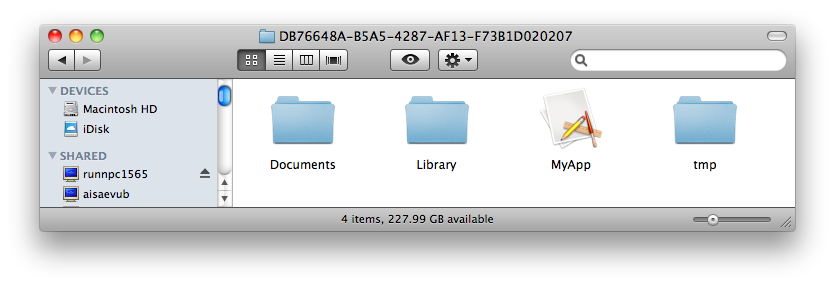 DB76648A-B5A5-4287-AF13-F73B1D020207
DEVICES
Macintosh HD
iDisk
SHARED
runnpc1565
aisaevub
Documents
Library
MyApp
tmp
4 items, 227.99 GB available